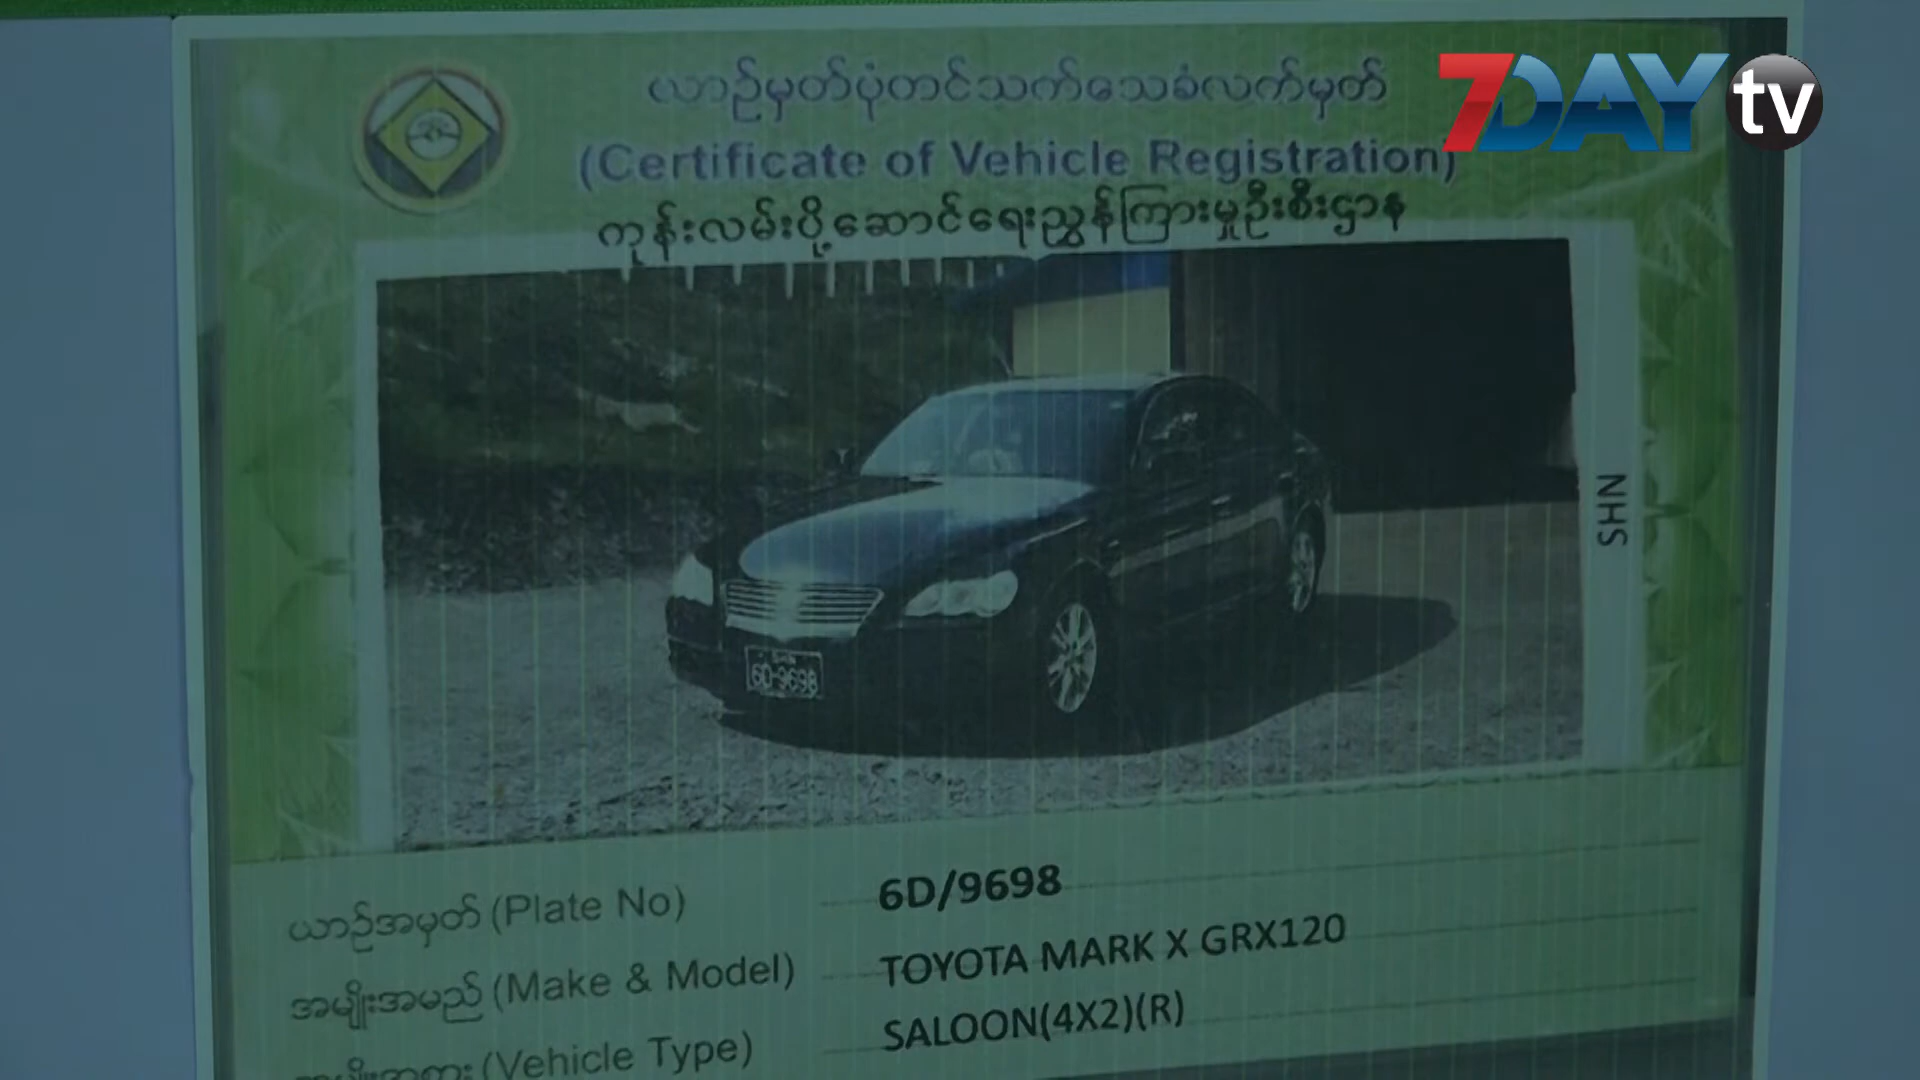 7DAY tv
ယာဉ်မှတ်ပုံတင်သက်သေခံလက်မှတ်
(Certificate of Vehicle Registration)
ကုန်းလမ်းပို့ဆောင်ရေးညွှန်ကြားမှုဦးစီးဌာန
SHN
6D-9698
ယာဉ်အမှတ် (Plate No) 6D/9698
အမျိုးအမည် (Make & Model) TOYOTA MARK X GRX120
(Vehicle Type) SALOON(4X2)(R)